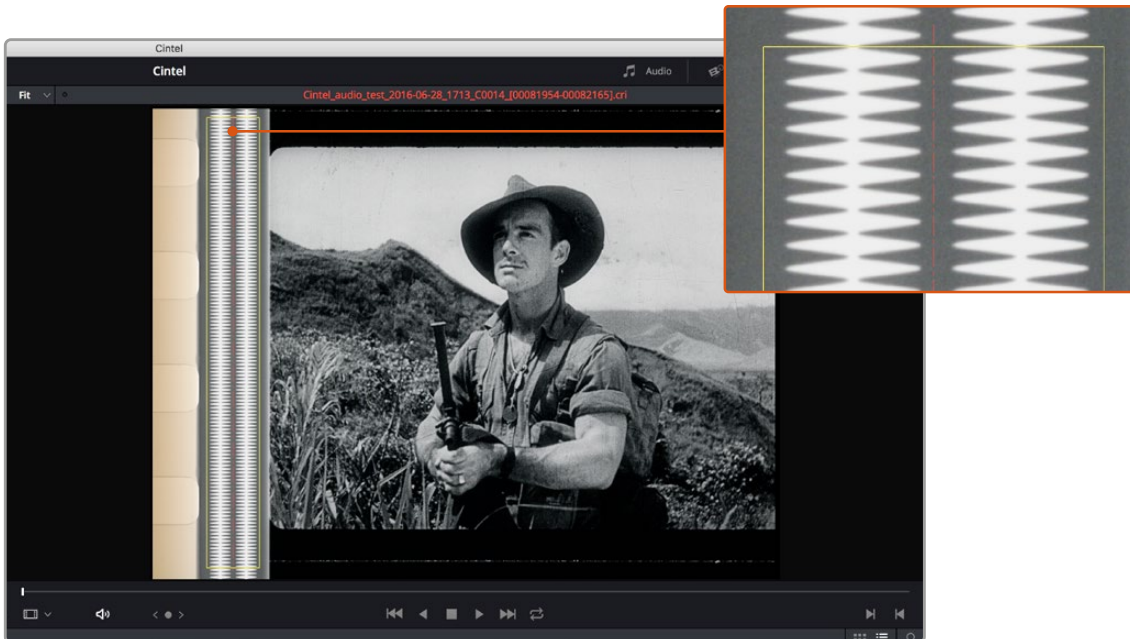 Cintel
Cintel
Audio
Fit
Cintel_audio_test_2016-06-28_1713_C0014_[00081954-00082165].cri